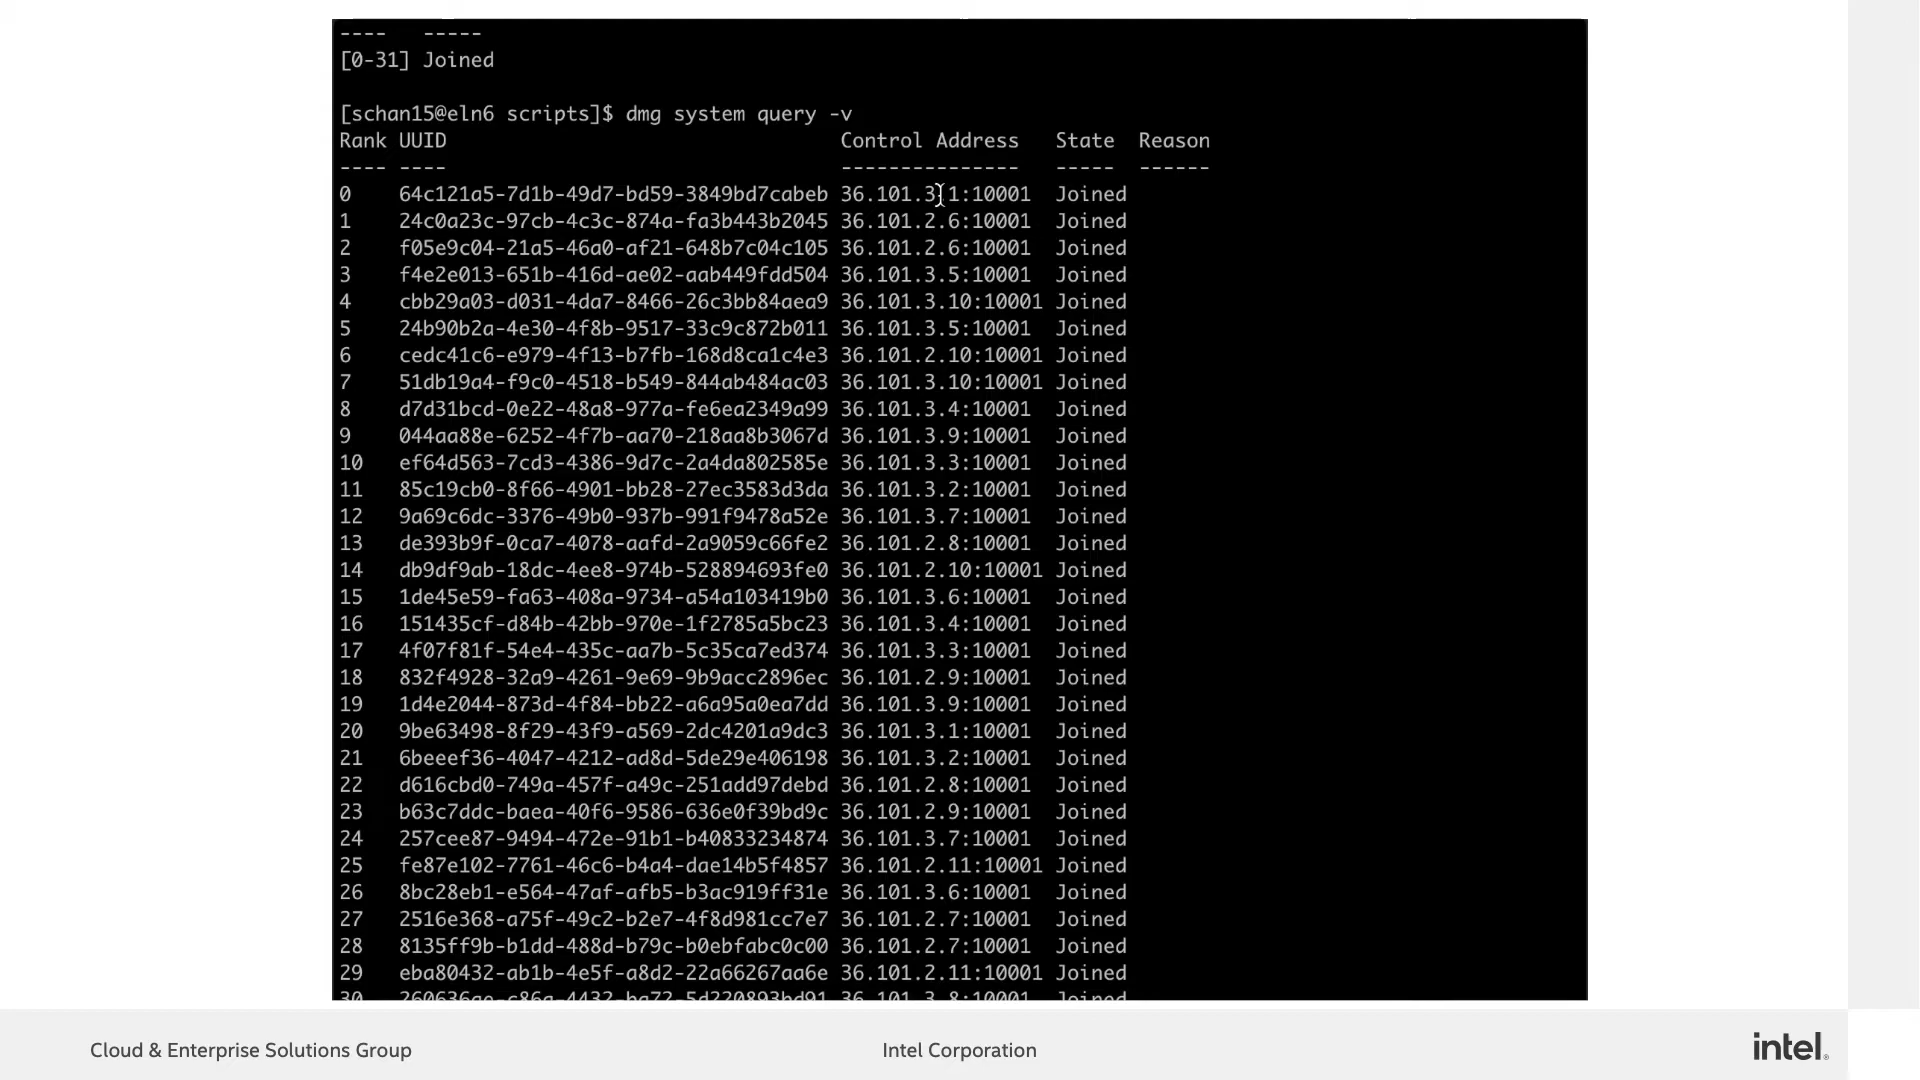 ---- -----
[0-31] Joined
[schan15@eln6 scripts]$ dmg system query -v
Rank UUID Control Address State Reason
---- ---- --------------- ----- ------
0 64c121a5-7d1b-49d7-bd59-3849bd7cabeb 36.101.3.1:10001 Joined
1 24c0a23c-97cb-4c3c-874a-fa3b443b2045 36.101.2.6:10001 Joined
2 f05e9c04-21a5-46a0-af21-648b7c04c105 36.101.2.6:10001 Joined
3 f4e2e013-651b-416d-ae02-aab449fdd504 36.101.3.5:10001 Joined
4 cbb29a03-d031-4da7-8466-26c3bb84aea9 36.101.3.10:10001 Joined
5 24b90b2a-4e30-4f8b-9517-33c9c872b011 36.101.3.5:10001 Joined
6 cedc41c6-e979-4f13-b7fb-168d8ca1c4e3 36.101.2.10:10001 Joined
7 51db19a4-f9c0-4518-b549-844ab484ac03 36.101.3.10:10001 Joined
8 d7d31bcd-0e22-48a8-977a-fe6ea2349a99 36.101.3.4:10001 Joined
9 044aa88e-6252-4f7b-aa70-218aa8b3067d 36.101.3.9:10001 Joined
10 ef64d563-7cd3-4386-9d7c-2a4da802585e 36.101.3.3:10001 Joined
11 85c19cb0-8f66-4901-bb28-27ec3583d3da 36.101.3.2:10001 Joined
12 9a69c6dc-3376-49b0-937b-991f9478a52e 36.101.3.7:10001 Joined
13 de393b9f-0ca7-4078-aafd-2a9059c66fe2 36.101.2.8:10001 Joined
14 db9df9ab-18dc-4ee8-974b-528894693fe0 36.101.2.10:10001 Joined
15 1de45e59-fa63-408a-9734-a54a103419b0 36.101.3.6:10001 Joined
16 151435cf-d84b-42bb-970e-1f2785a5bc23 36.101.3.4:10001 Joined
17 4f07f81f-54e4-435c-aa7b-5c35ca7ed374 36.101.3.3:10001 Joined
18 832f4928-32a9-4261-9e69-9b9acc2896ec 36.101.2.9:10001 Joined
19 1d4e2044-873d-4f84-bb22-a6a95a0ea7dd 36.101.3.9:10001 Joined
20 9be63498-8f29-43f9-a569-2dc4201a9dc3 36.101.3.1:10001 Joined
21 6beeef36-4047-4212-ad8d-5de29e406198 36.101.3.2:10001 Joined
22 d616cbd0-749a-457f-a49c-251add97debd 36.101.2.8:10001 Joined
23 b63c7ddc-baea-40f6-9586-636e0f39bd9c 36.101.2.9:10001 Joined
24 257cee87-9494-472e-91b1-b40833234874 36.101.3.7:10001 Joined
25 fe87e102-7761-46c6-b4a4-dae14b5f4857 36.101.2.11:10001 Joined
26 8bc28eb1-e564-47af-afb5-b3ac919ff31e 36.101.3.6:10001 Joined
27 2516e368-a75f-49c2-b2e7-4f8d981cc7e7 36.101.2.7:10001 Joined
28 8135ff9b-b1dd-488d-b79c-b0ebfabc0c00 36.101.2.7:10001 Joined
29 eba80432-ab1b-4e5f-a8d2-22a66267aa6e 36.101.2.11:10001 Joined
30 36.101.3.8:10001 Joined
Cloud & Enterprise Solutions Group
Intel Corporation
intel.